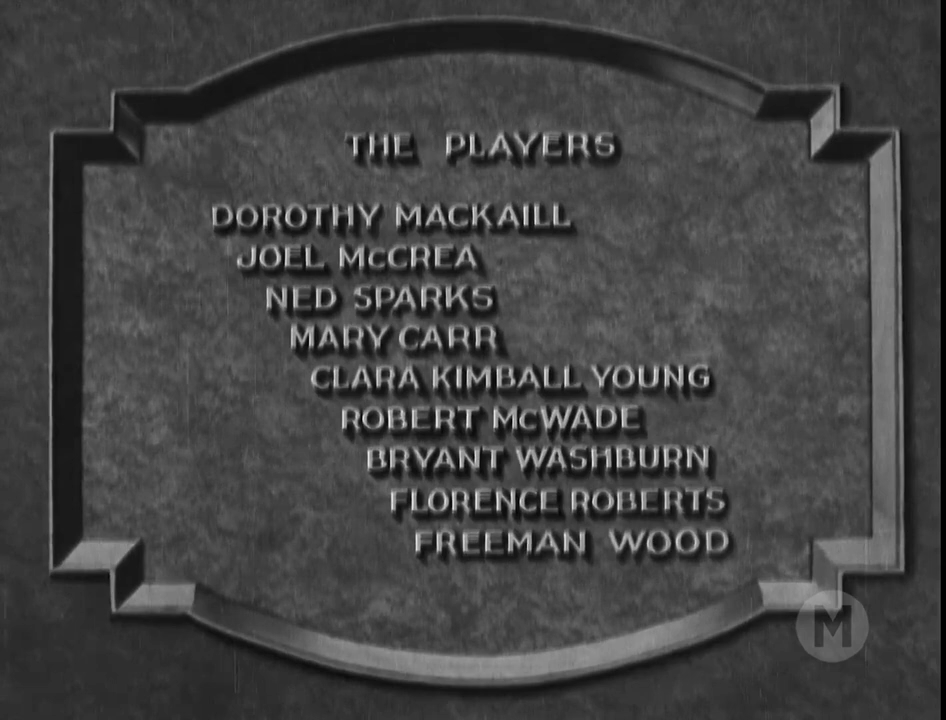 THE PLAYERS
DOROTHY MACKAILL
JOEL McCREA
NED SPARKS
MARY CARR
CLARA KIMBALL YOUNG
ROBERT McWADE
BRYANT WASHBURN
FLORENCE ROBERTS
FREEMAN WOOD
M